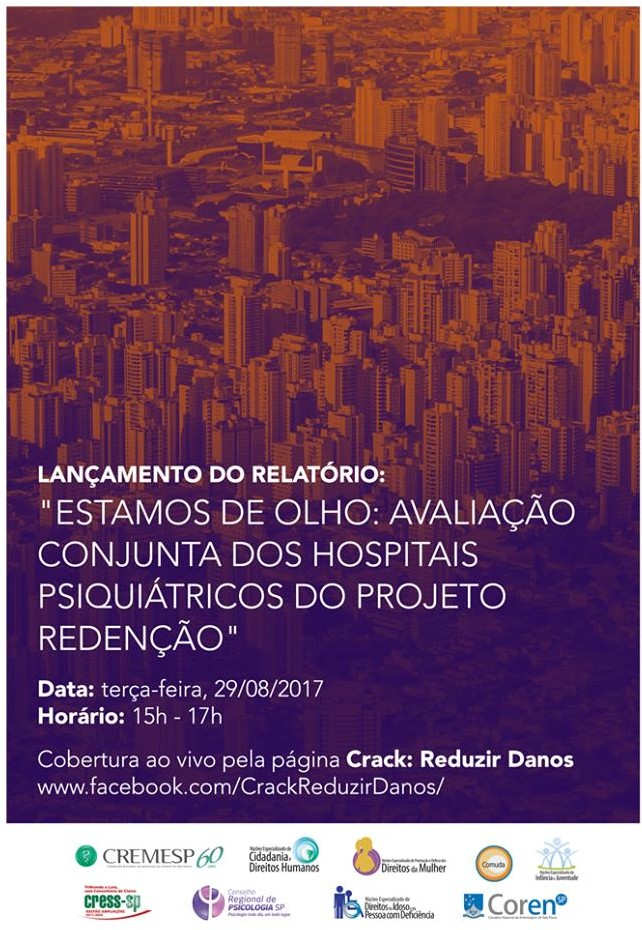 LANÇAMENTO DO RELATÓRIO:
"ESTAMOS DE OLHO: AVALIAÇÃO
CONJUNTA DOS HOSPITAIS
PSIQUIÁTRICOS DO PROJETO
REDENÇÃO"
Data: terça-feira, 29/08/2017
Horário: 15h - 17h
Cobertura ao vivo pela página Crack: Reduzir Danos
www.facebook.com/CrackReduzirDanos/
CREMESP 60
Núcleo Especializado de
Cidadania e
Direitos Humanos
Núcleo Especializado de Promoção e Defesa dos
Direitos da Mulher
Comuda
Núcleo Especializado de
Infância e Juventude
cress-sp
Conselho
Regional de
PSICOLOGIA SP
Psicologia todo dia, em todo lugar
Núcleo Especializado de
Direitos do Idoso e da
Pessoa com Deficiência
Coren SP